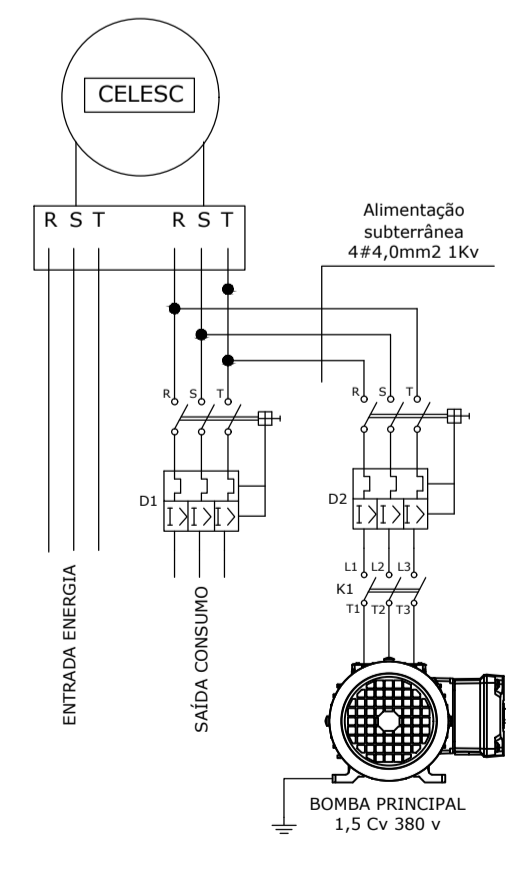 CELESC
R S T R S T
Alimentação
subterrânea
4#4,0mm2 1Kv
R S T
R S T
D1
I> I> I>
D2
I> I> I>
L1 L2 L3
K1
T1 T2 T3
ENTRADA ENERGIA
SAÍDA CONSUMO
BOMBA PRINCIPAL
1,5 Cv 380 v